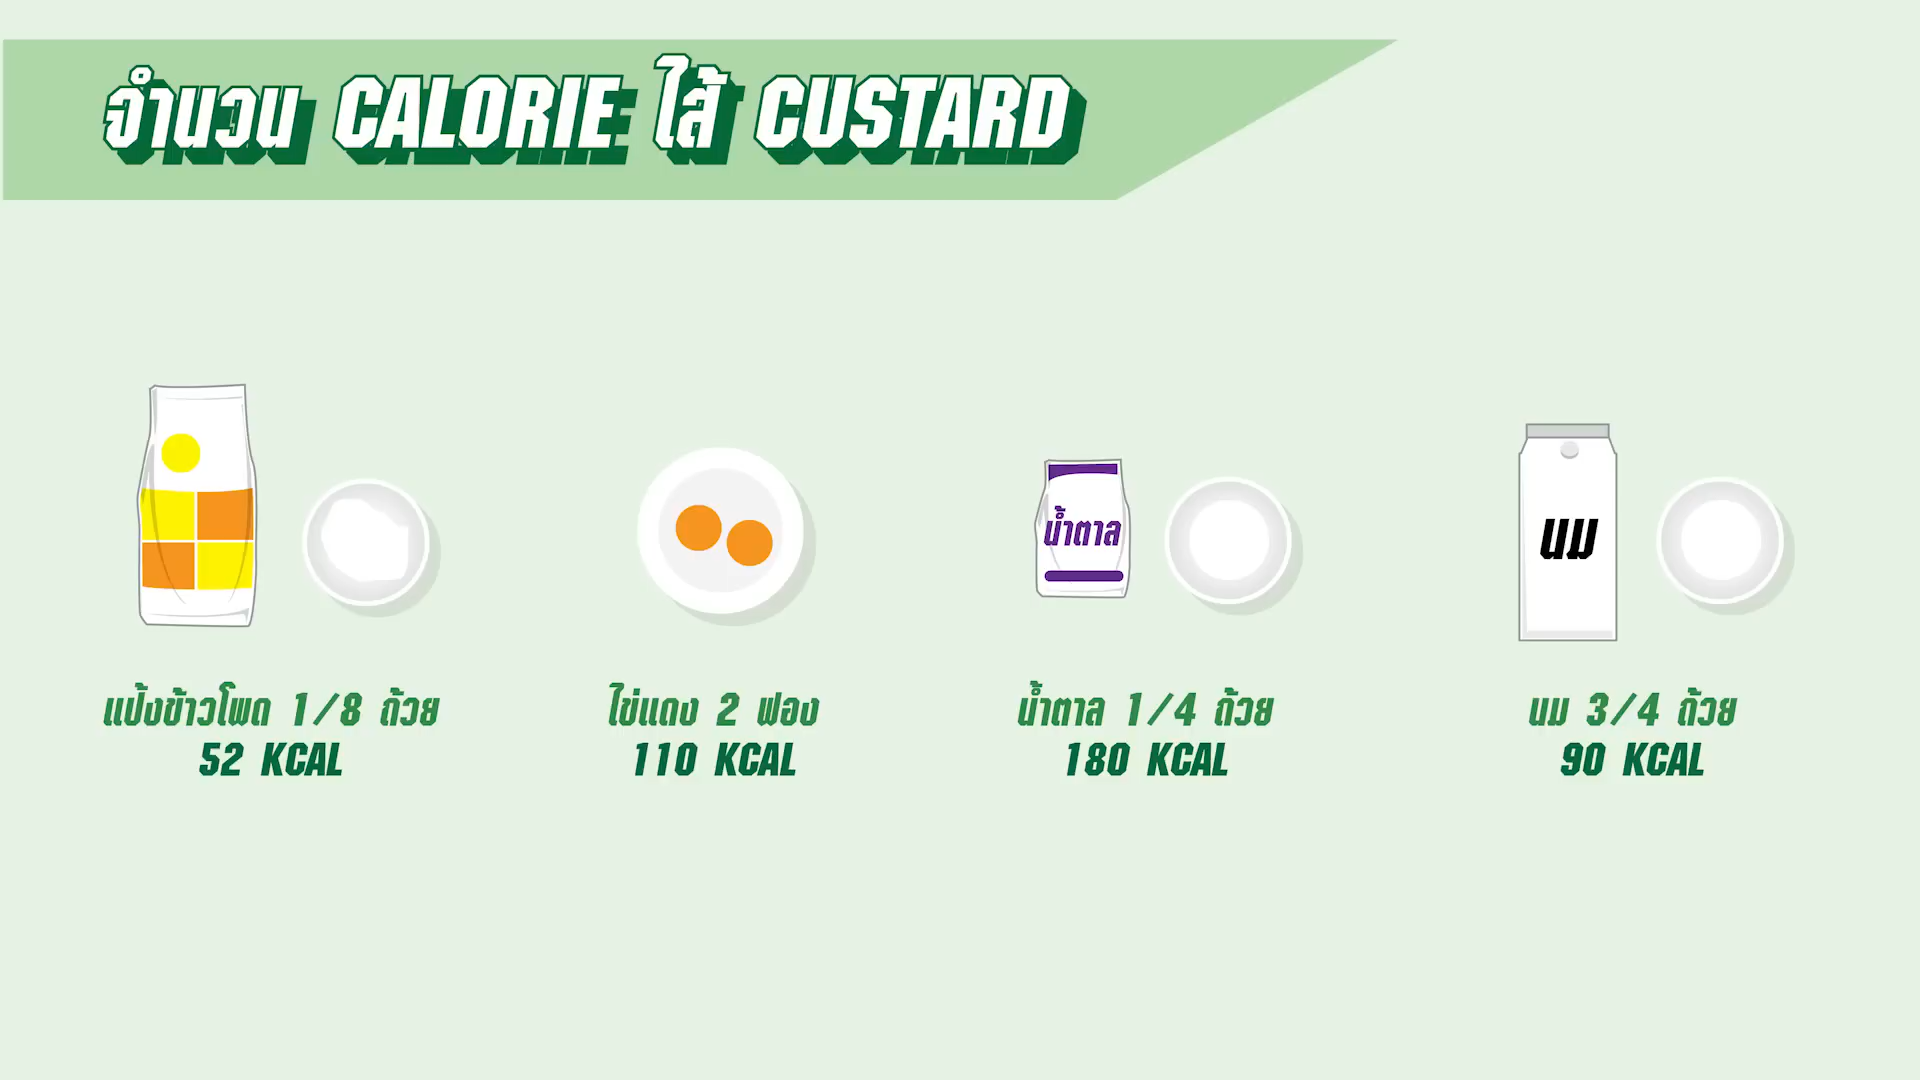 จำนวน CALORIE ไส้ CUSTARD
น้ำตาล
นม
แป้งข้าวโพด 1/8 ถ้วย
52 KCAL
ไข่แดง 2 ฟอง
110 KCAL
น้ำตาล 1/4 ถ้วย
180 KCAL
นม 3/4 ถ้วย
90 KCAL